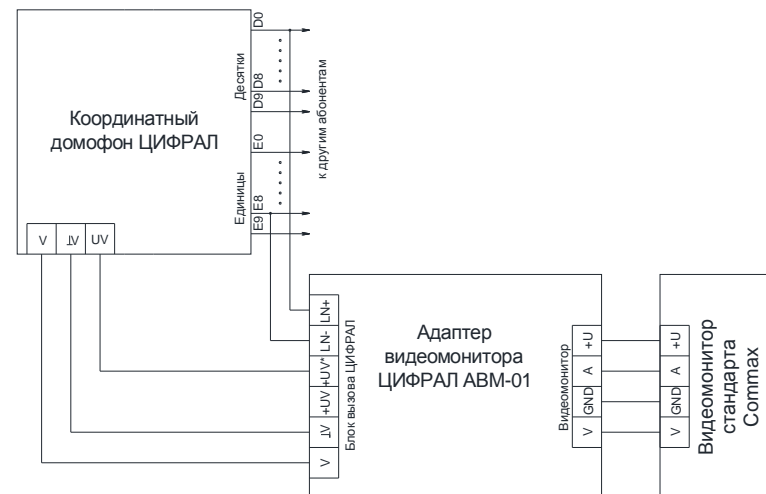 Координатный
домофон ЦИФРАЛ
Десятки
D0
D8
D9
Единицы
E0
E8
E9
к другим абонентам
V
⊥V
UV
Адаптер
видеомонитора
ЦИФРАЛ АВМ-01
Блок вызова ЦИФРАЛ
LN+
LN-
+UV*
+UV
⊥V
V
Видеомонитор
+U
A
GND
V
+U
A
GND
V
Видеомонитор
стандарта
Commax